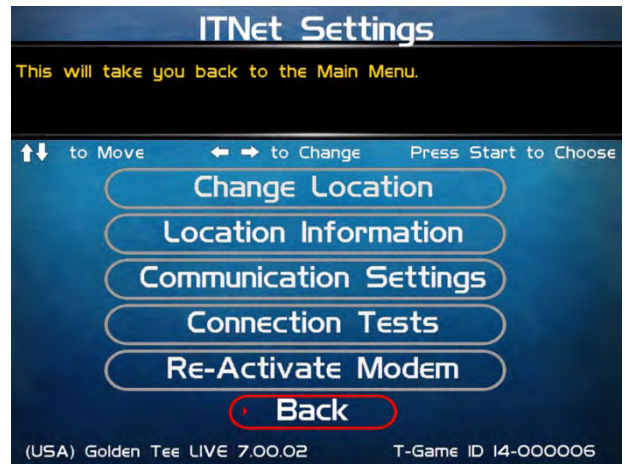 ITNet Settings
This will take you back to the Main Menu.
⬆⬇ to Move ⬅ ➡ to Change Press Start to Choose
Change Location
Location Information
Communication Settings
Connection Tests
Re-Activate Modem
Back
(USA) Golden Tee LIVE 7.00.02 T-Game ID 14-000006